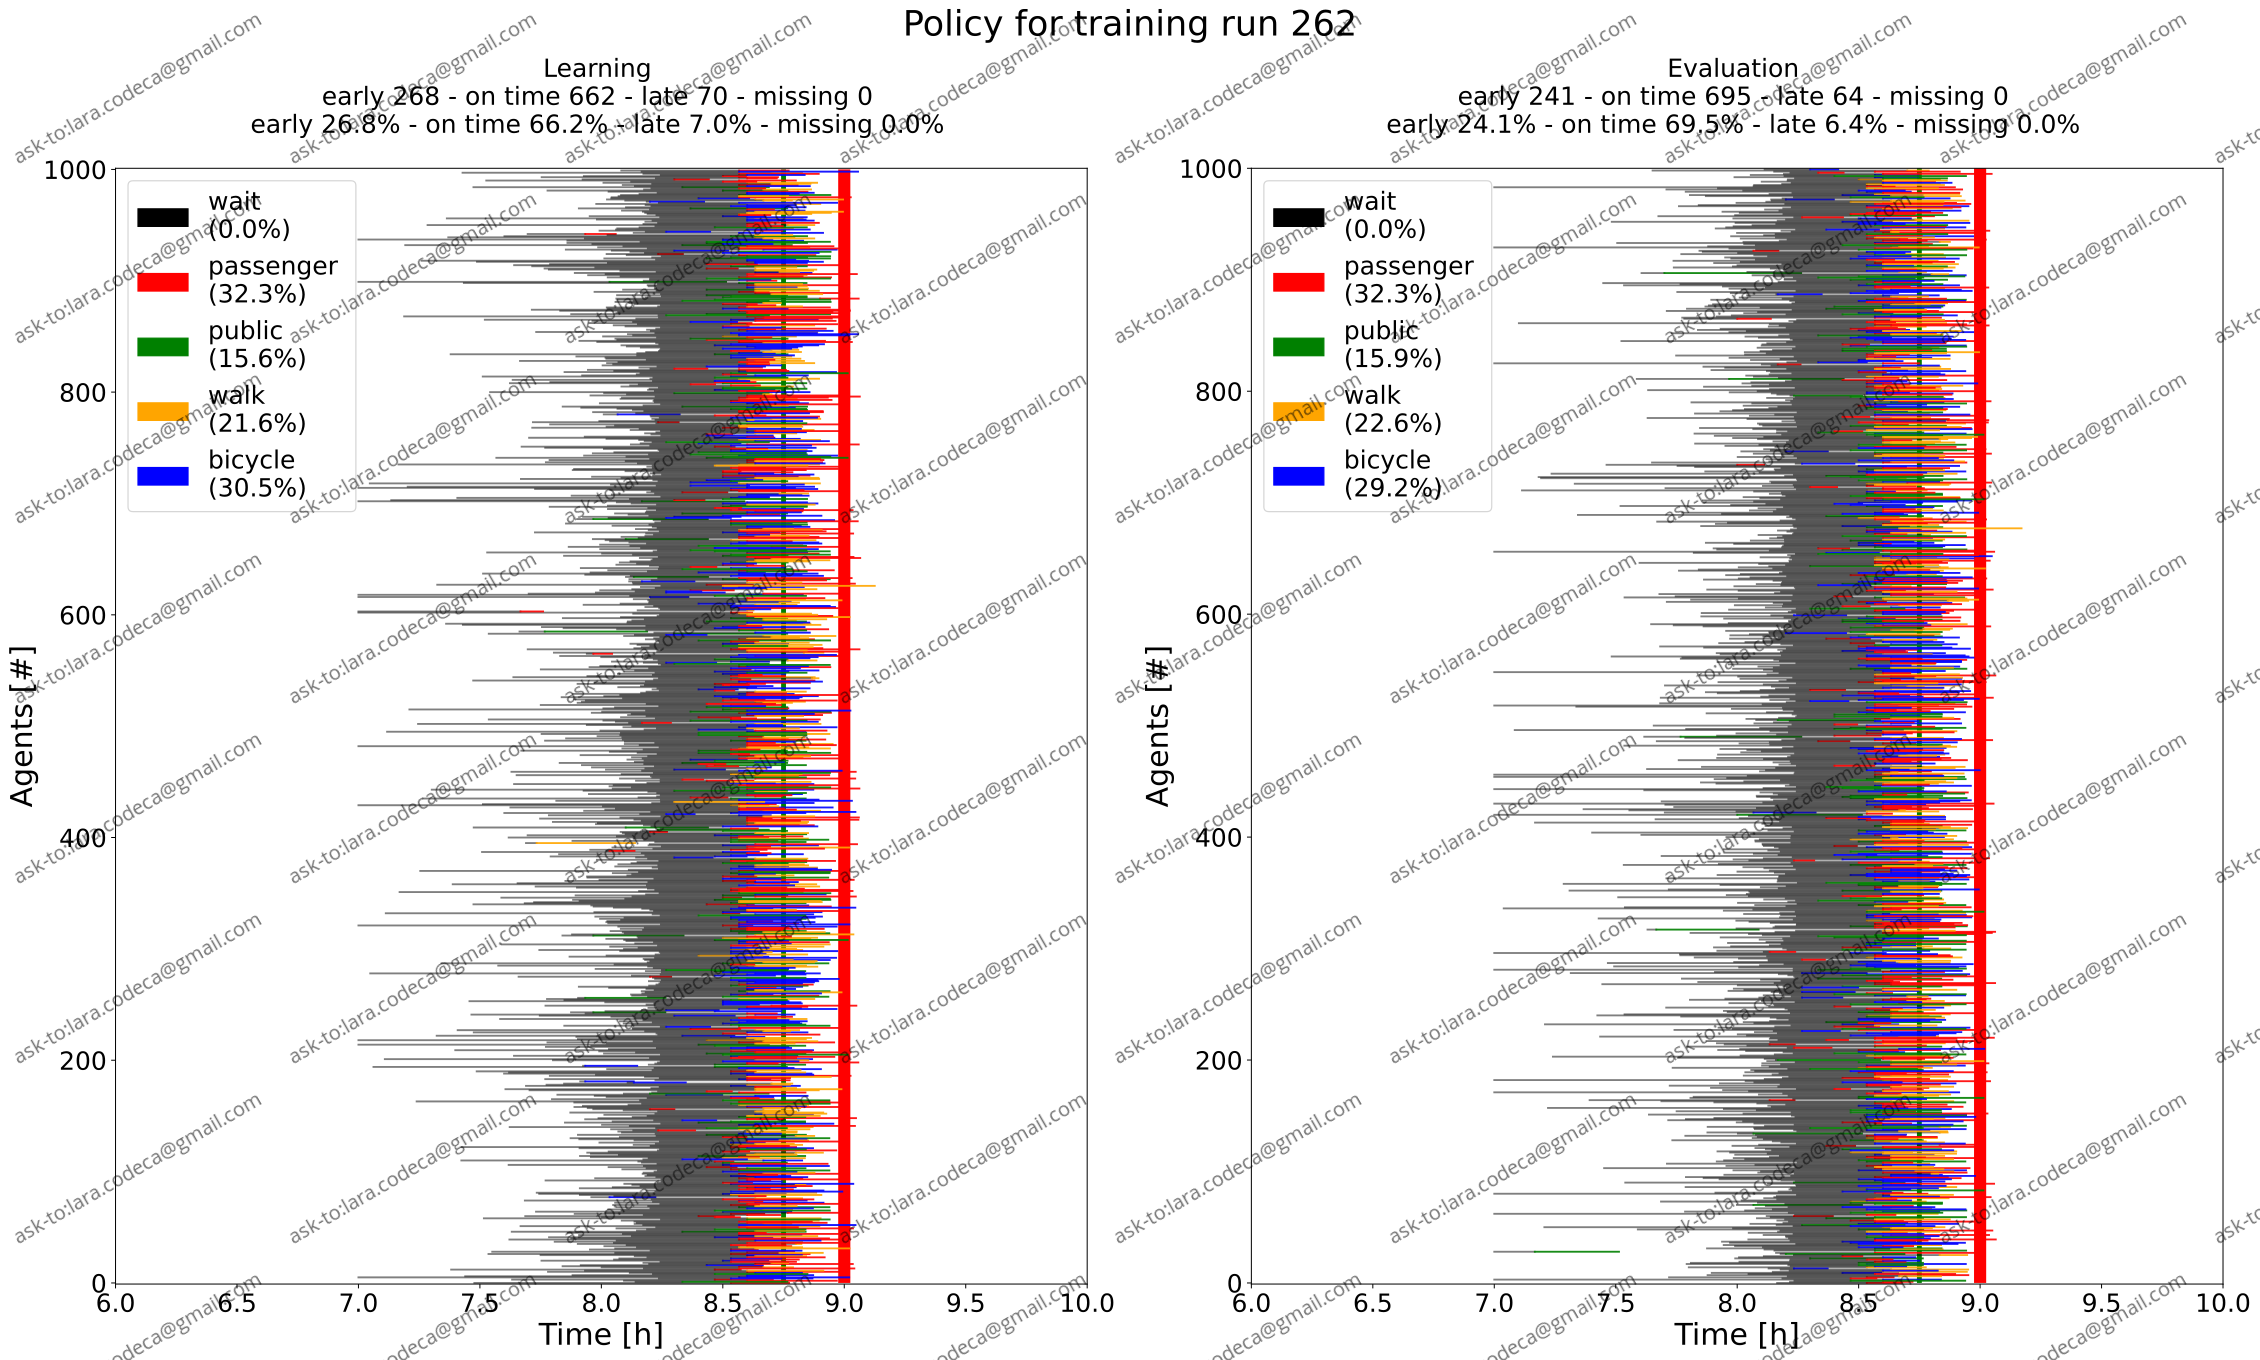 Policy for training run 262
Learning
early 268 - on time 662 - late 70 - missing 0
early 26.8% - on time 66.2% - late 7.0% - missing 0.0%
1000
800
600
400
200
0
Agents [#]
wait
(0.0%)
passenger
(32.3%)
public
(15.6%)
walk
(21.6%)
bicycle
(30.5%)
6.0 6.5 7.0 7.5 8.0 8.5 9.0 9.5 10.0
Time [h]
Evaluation
early 241 - on time 695 - late 64 - missing 0
early 24.1% - on time 69.5% - late 6.4% - missing 0.0%
1000
800
600
400
200
0
Agents [#]
wait
(0.0%)
passenger
(32.3%)
public
(15.9%)
walk
(22.6%)
bicycle
(29.2%)
6.0 6.5 7.0 7.5 8.0 8.5 9.0 9.5 10.0
Time [h]
ask-to:lara.codeca@gmail.com